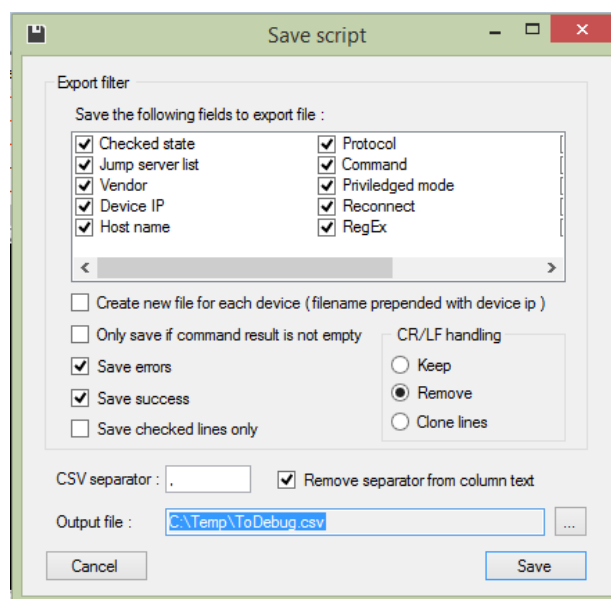 Save script
Export filter
Save the following fields to export file :
Checked state
Jump server list
Vendor
Device IP
Host name
Protocol
Command
Priviledged mode
Reconnect
RegEx
Create new file for each device ( filename prepended with device ip )
Only save if command result is not empty
Save errors
Save success
Save checked lines only
CR/LF handling
Keep
Remove
Clone lines
CSV separator : ,
Remove separator from column text
Output file : C:\Temp\ToDebug.csv
...
Cancel
Save